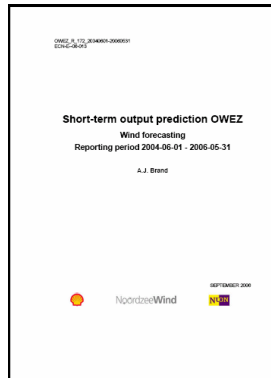 OWEZ_R_172_20040601-20060531
ECN-E--06-013
Short-term output prediction OWEZ
Wind forecasting
Reporting period 2004-06-01 - 2006-05-31
A.J. Brand
SEPTEMBER 2006
NoordzeeWind
NUON